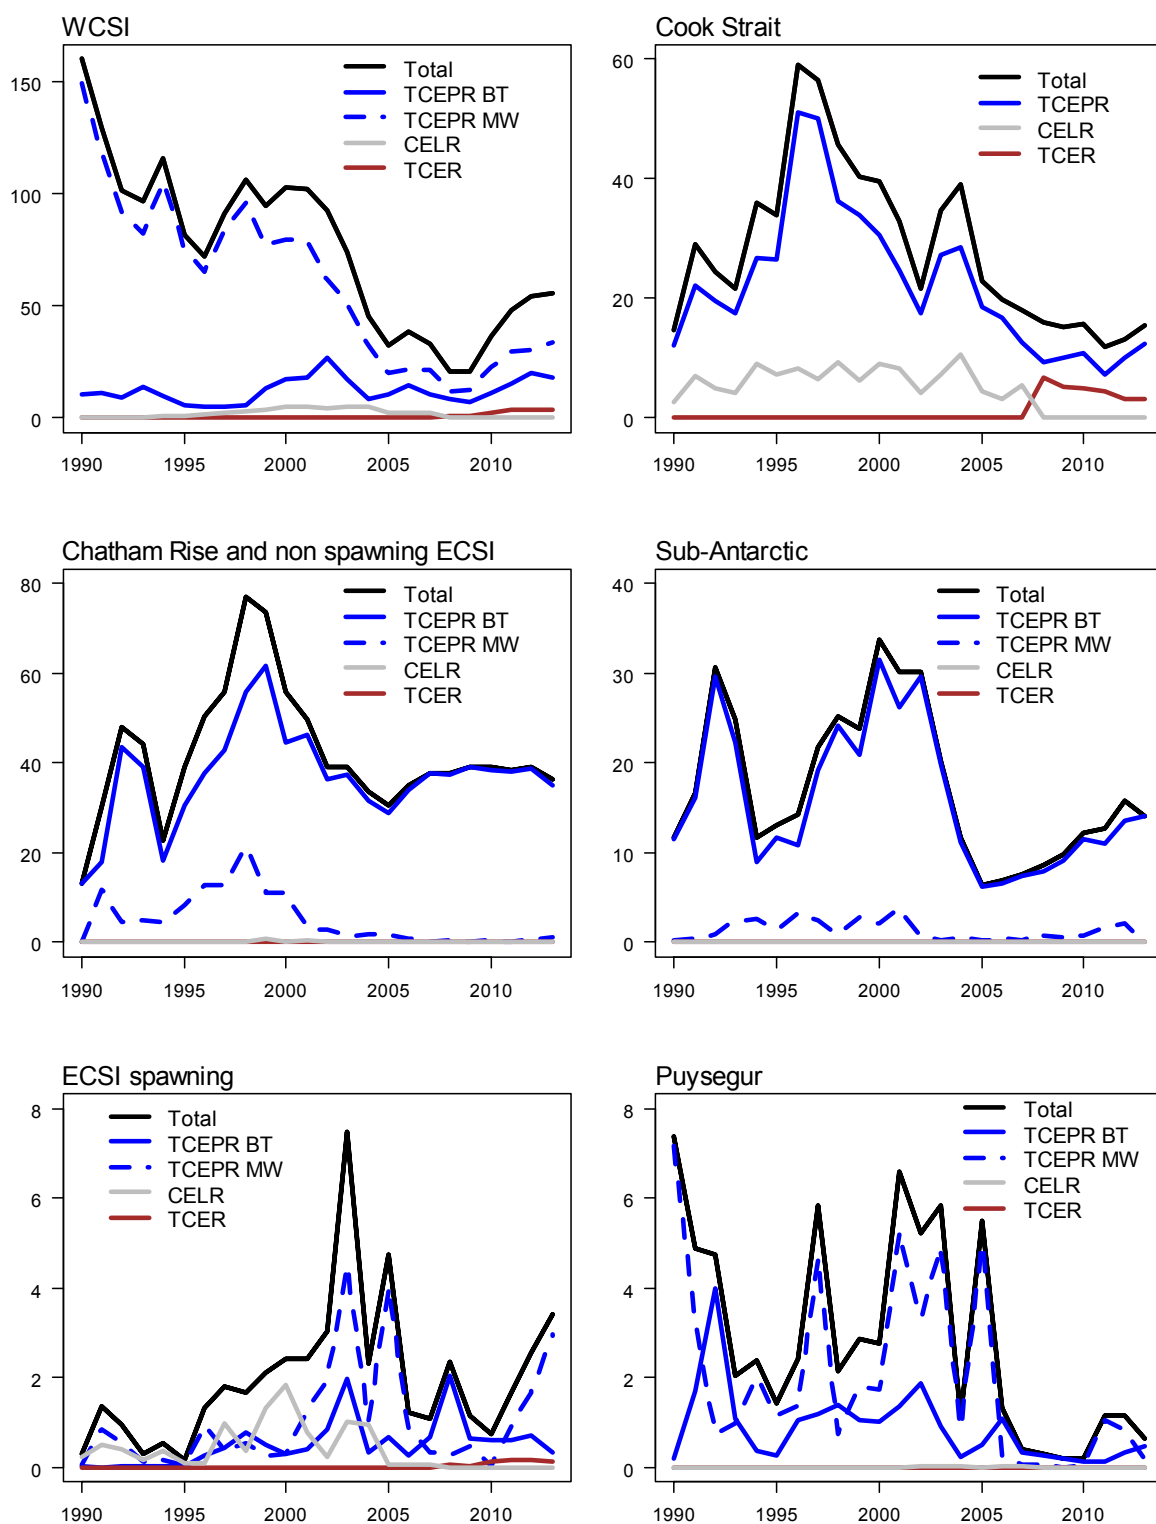 WCSI
150
100
50
0
1990 1995 2000 2005 2010
Total
TCEPR BT
TCEPR MW
CELR
TCER
Cook Strait
60
40
20
0
1990 1995 2000 2005 2010
Total
TCEPR
CELR
TCER
Chatham Rise and non spawning ECSI
80
60
40
20
0
1990 1995 2000 2005 2010
Total
TCEPR BT
TCEPR MW
CELR
TCER
Sub-Antarctic
40
30
20
10
0
1990 1995 2000 2005 2010
Total
TCEPR BT
TCEPR MW
CELR
TCER
ECSI spawning
8
6
4
2
0
1990 1995 2000 2005 2010
Total
TCEPR BT
TCEPR MW
CELR
TCER
Puysegur
8
6
4
2
0
1990 1995 2000 2005 2010
Total
TCEPR BT
TCEPR MW
CELR
TCER